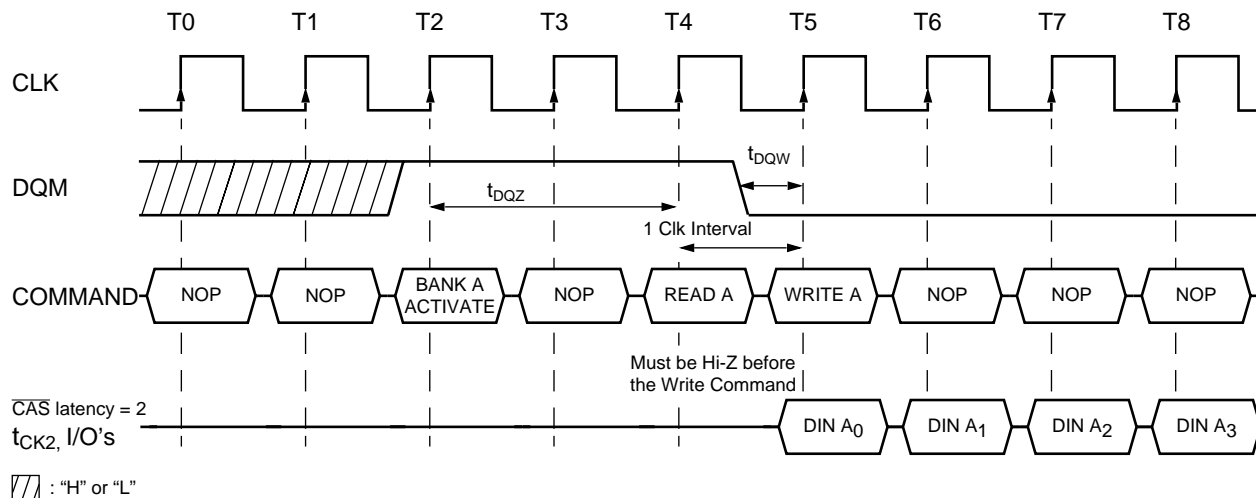 T0 T1 T2 T3 T4 T5 T6 T7 T8
CLK
DQM
tDQW
tDQZ
1 Clk Interval
COMMAND
NOP NOP BANK A ACTIVATE NOP READ A WRITE A NOP NOP NOP
Must be Hi-Z before
the Write Command
CAS latency = 2
tCK2, I/O's
DIN A0 DIN A1 DIN A2 DIN A3
: “H” or “L”